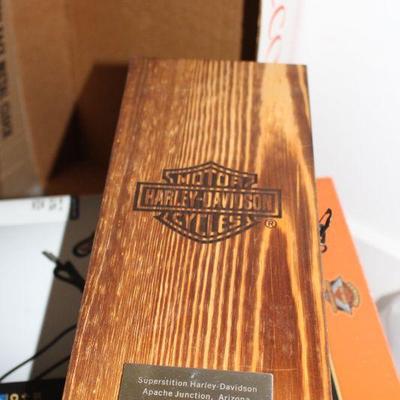 MOTOR
HARLEY-DAVIDSON
CYCLES
®
Superstition Harley-Davidson
Apache Junction, Arizona